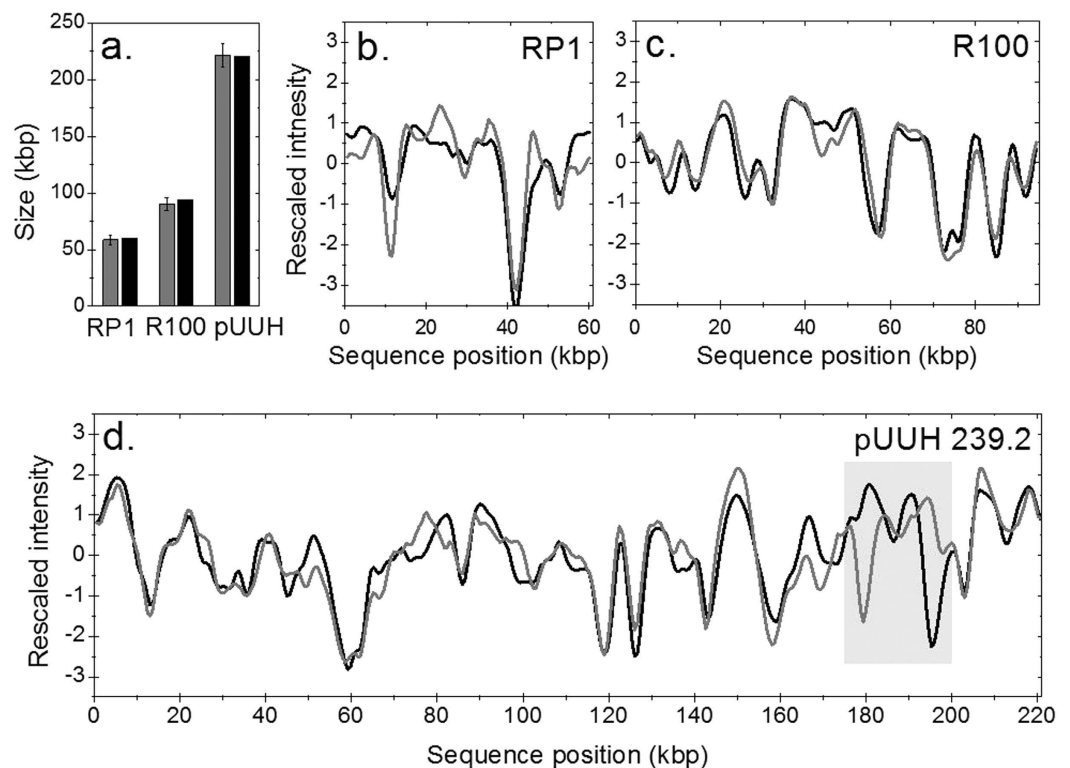 a.
250
200
150
100
50
0
Size (kbp)
RP1 R100 pUUH
b. RP1
3
2
1
0
-1
-2
-3
Rescaled intnesity
0 20 40 60
Sequence position (kbp)
c. R100
3
2
1
0
-1
-2
-3
0 20 40 60 80
Sequence position (kbp)
d. pUUH 239.2
3
2
1
0
-1
-2
-3
Rescaled intensity
0 20 40 60 80 100 120 140 160 180 200 220
Sequence position (kbp)